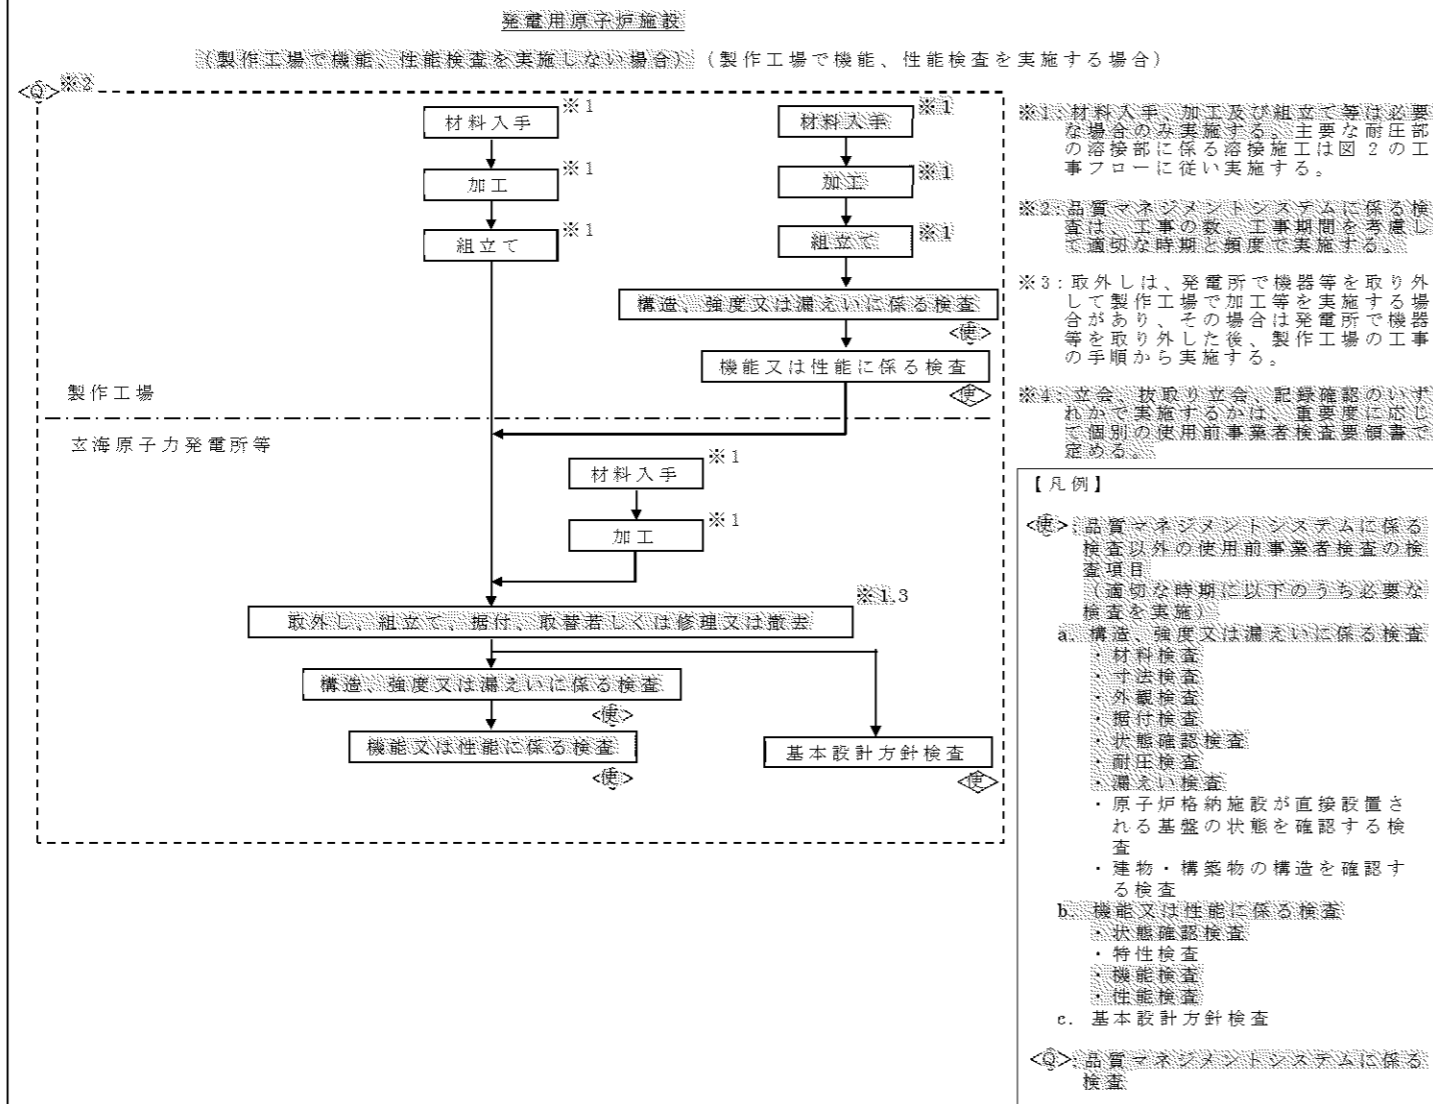 発電用原子炉施設
（製作工場で機能、性能検査を実施しない場合）（製作工場で機能、性能検査を実施する場合）
<Q>※2
材料入手 ※1
加工 ※1
組立て ※1
材料入手 ※1
加工 ※1
組立て ※1
構造、強度又は漏えいに係る検査
<使>
機能又は性能に係る検査
<使>
製作工場
玄海原子力発電所等
材料入手 ※1
加工 ※1
※1,3
取外し、組立て、据付、取替若しくは修理又は撤去
構造、強度又は漏えいに係る検査
<使>
機能又は性能に係る検査
<使>
基本設計方針検査
<使>
※1：材料入手、加工及び組立て等は必要
な場合のみ実施する。主要な耐圧部
の溶接部に係る溶接施工は図2の工
事フローに従い実施する。
※2：品質マネジメントシステムに係る検
査は、工事の数、工事期間を考慮し
て適切な時期と頻度で実施する。
※3：取外しは、発電所で機器等を取り外
して製作工場で加工等を実施する場
合があり、その場合は発電所で機器
等を取り外した後、製作工場の工事
の手順から実施する。
※4：立会、抜取り立会、記録確認のいず
れかで実施するかは、重要度に応じ
て個別の使用前事業者検査要領書で
定める。
【凡例】
<使>：品質マネジメントシステムに係る
検査以外の使用前事業者検査の検
査項目
（適切な時期に以下のうち必要な
検査を実施）
a. 構造、強度又は漏えいに係る検査
・材料検査
・寸法検査
・外観検査
・据付検査
・状態確認検査
・耐圧検査
・漏えい検査
・原子炉格納施設が直接設置さ
れる基盤の状態を確認する検
査
・建物・構築物の構造を確認す
る検査
b. 機能又は性能に係る検査
・状態確認検査
・特性検査
・機能検査
・性能検査
c. 基本設計方針検査
<Q>：品質マネジメントシステムに係る
検査